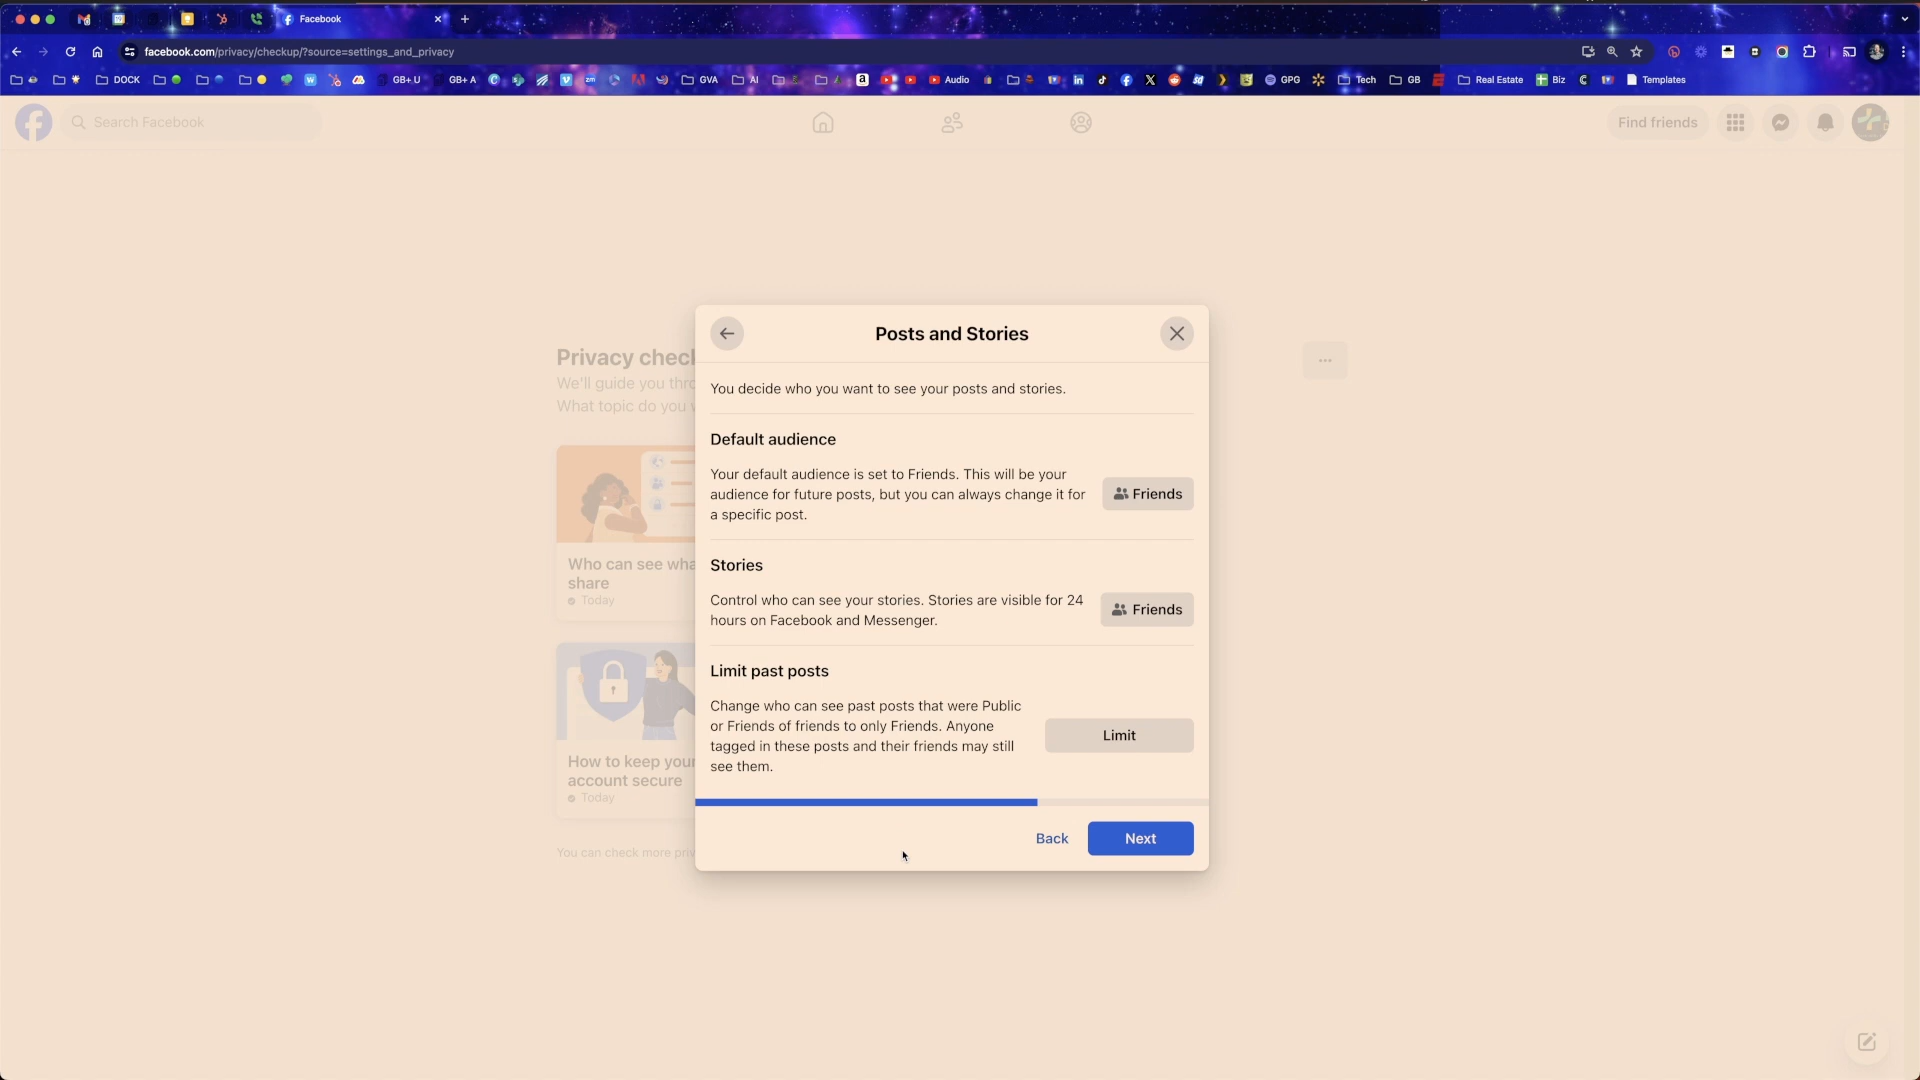 Facebook
facebook.com/privacy/checkup/?source=settings_and_privacy
DOCK
GB+ U
GB+ A
GVA
AI
Audio
GPG
Tech
GB
Real Estate
Biz
Templates
Search Facebook
Find friends
Privacy chec
We'll guide you thr
What topic do you
Who can see wha
share
Today
How to keep your
account secure
Today
You can check more priv
Posts and Stories
You decide who you want to see your posts and stories.
Default audience
Your default audience is set to Friends. This will be your
audience for future posts, but you can always change it for
a specific post.
Friends
Stories
Control who can see your stories. Stories are visible for 24
hours on Facebook and Messenger.
Friends
Limit past posts
Change who can see past posts that were Public
or Friends of friends to only Friends. Anyone
tagged in these posts and their friends may still
see them.
Limit
Back
Next